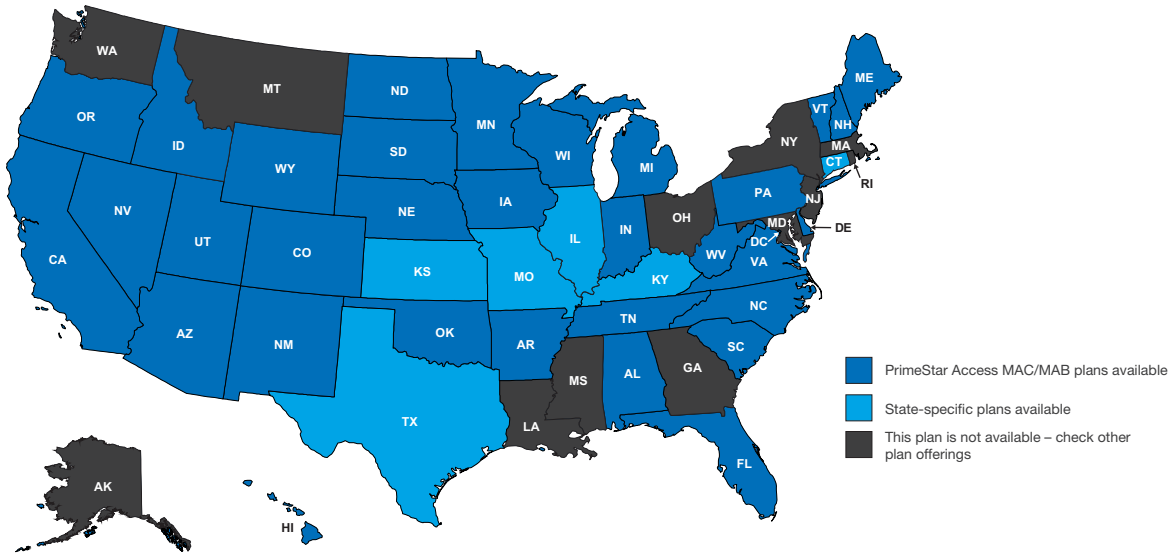 WA
MT
ND
MN
ME
VT
NH
OR
ID
WY
SD
WI
MI
NY
MA
CT
RI
NV
UT
CO
NE
IA
IL
IN
OH
PA
NJ
MD
DE
DC
CA
KS
MO
KY
WV
VA
AZ
NM
OK
AR
TN
NC
SC
TX
LA
MS
AL
GA
FL
AK
HI
PrimeStar Access MAC/MAB plans available
State-specific plans available
This plan is not available – check other
plan offerings